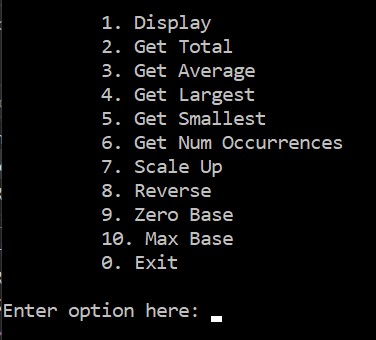 1. Display
2. Get Total
3. Get Average
4. Get Largest
5. Get Smallest
6. Get Num Occurrences
7. Scale Up
8. Reverse
9. Zero Base
10. Max Base
0. Exit
Enter option here: